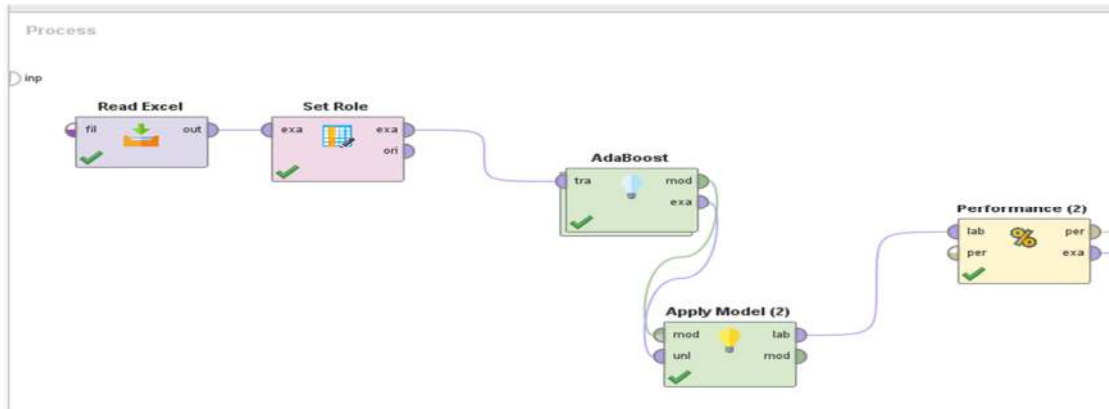 Process
inp
Read Excel
fil out
Set Role
exa exa
ori
AdaBoost
tra mod
exa
Performance (2)
lab per
per exa
Apply Model (2)
mod lab
unl mod